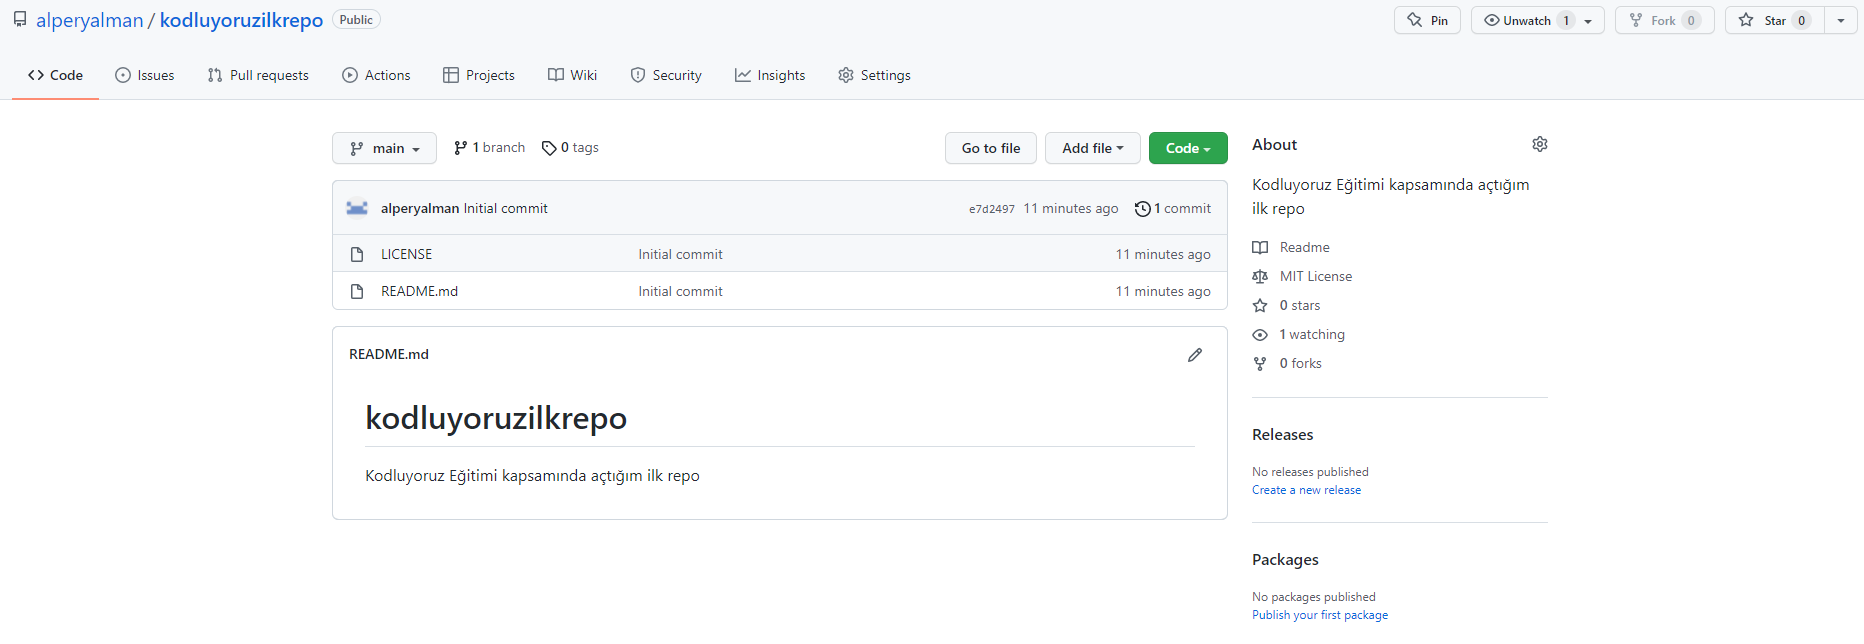 alperyalman / kodluyoruzilkrepo Public
Pin Unwatch 1 Fork 0 Star 0
Code Issues Pull requests Actions Projects Wiki Security Insights Settings
main 1 branch 0 tags Go to file Add file Code
alperyalman Initial commit e7d2497 11 minutes ago 1 commit
LICENSE Initial commit 11 minutes ago
README.md Initial commit 11 minutes ago
README.md
kodluyoruzilkrepo
Kodluyoruz Eğitimi kapsamında açtığım ilk repo
About
Kodluyoruz Eğitimi kapsamında açtığım
ilk repo
Readme
MIT License
0 stars
1 watching
0 forks
Releases
No releases published
Create a new release
Packages
No packages published
Publish your first package